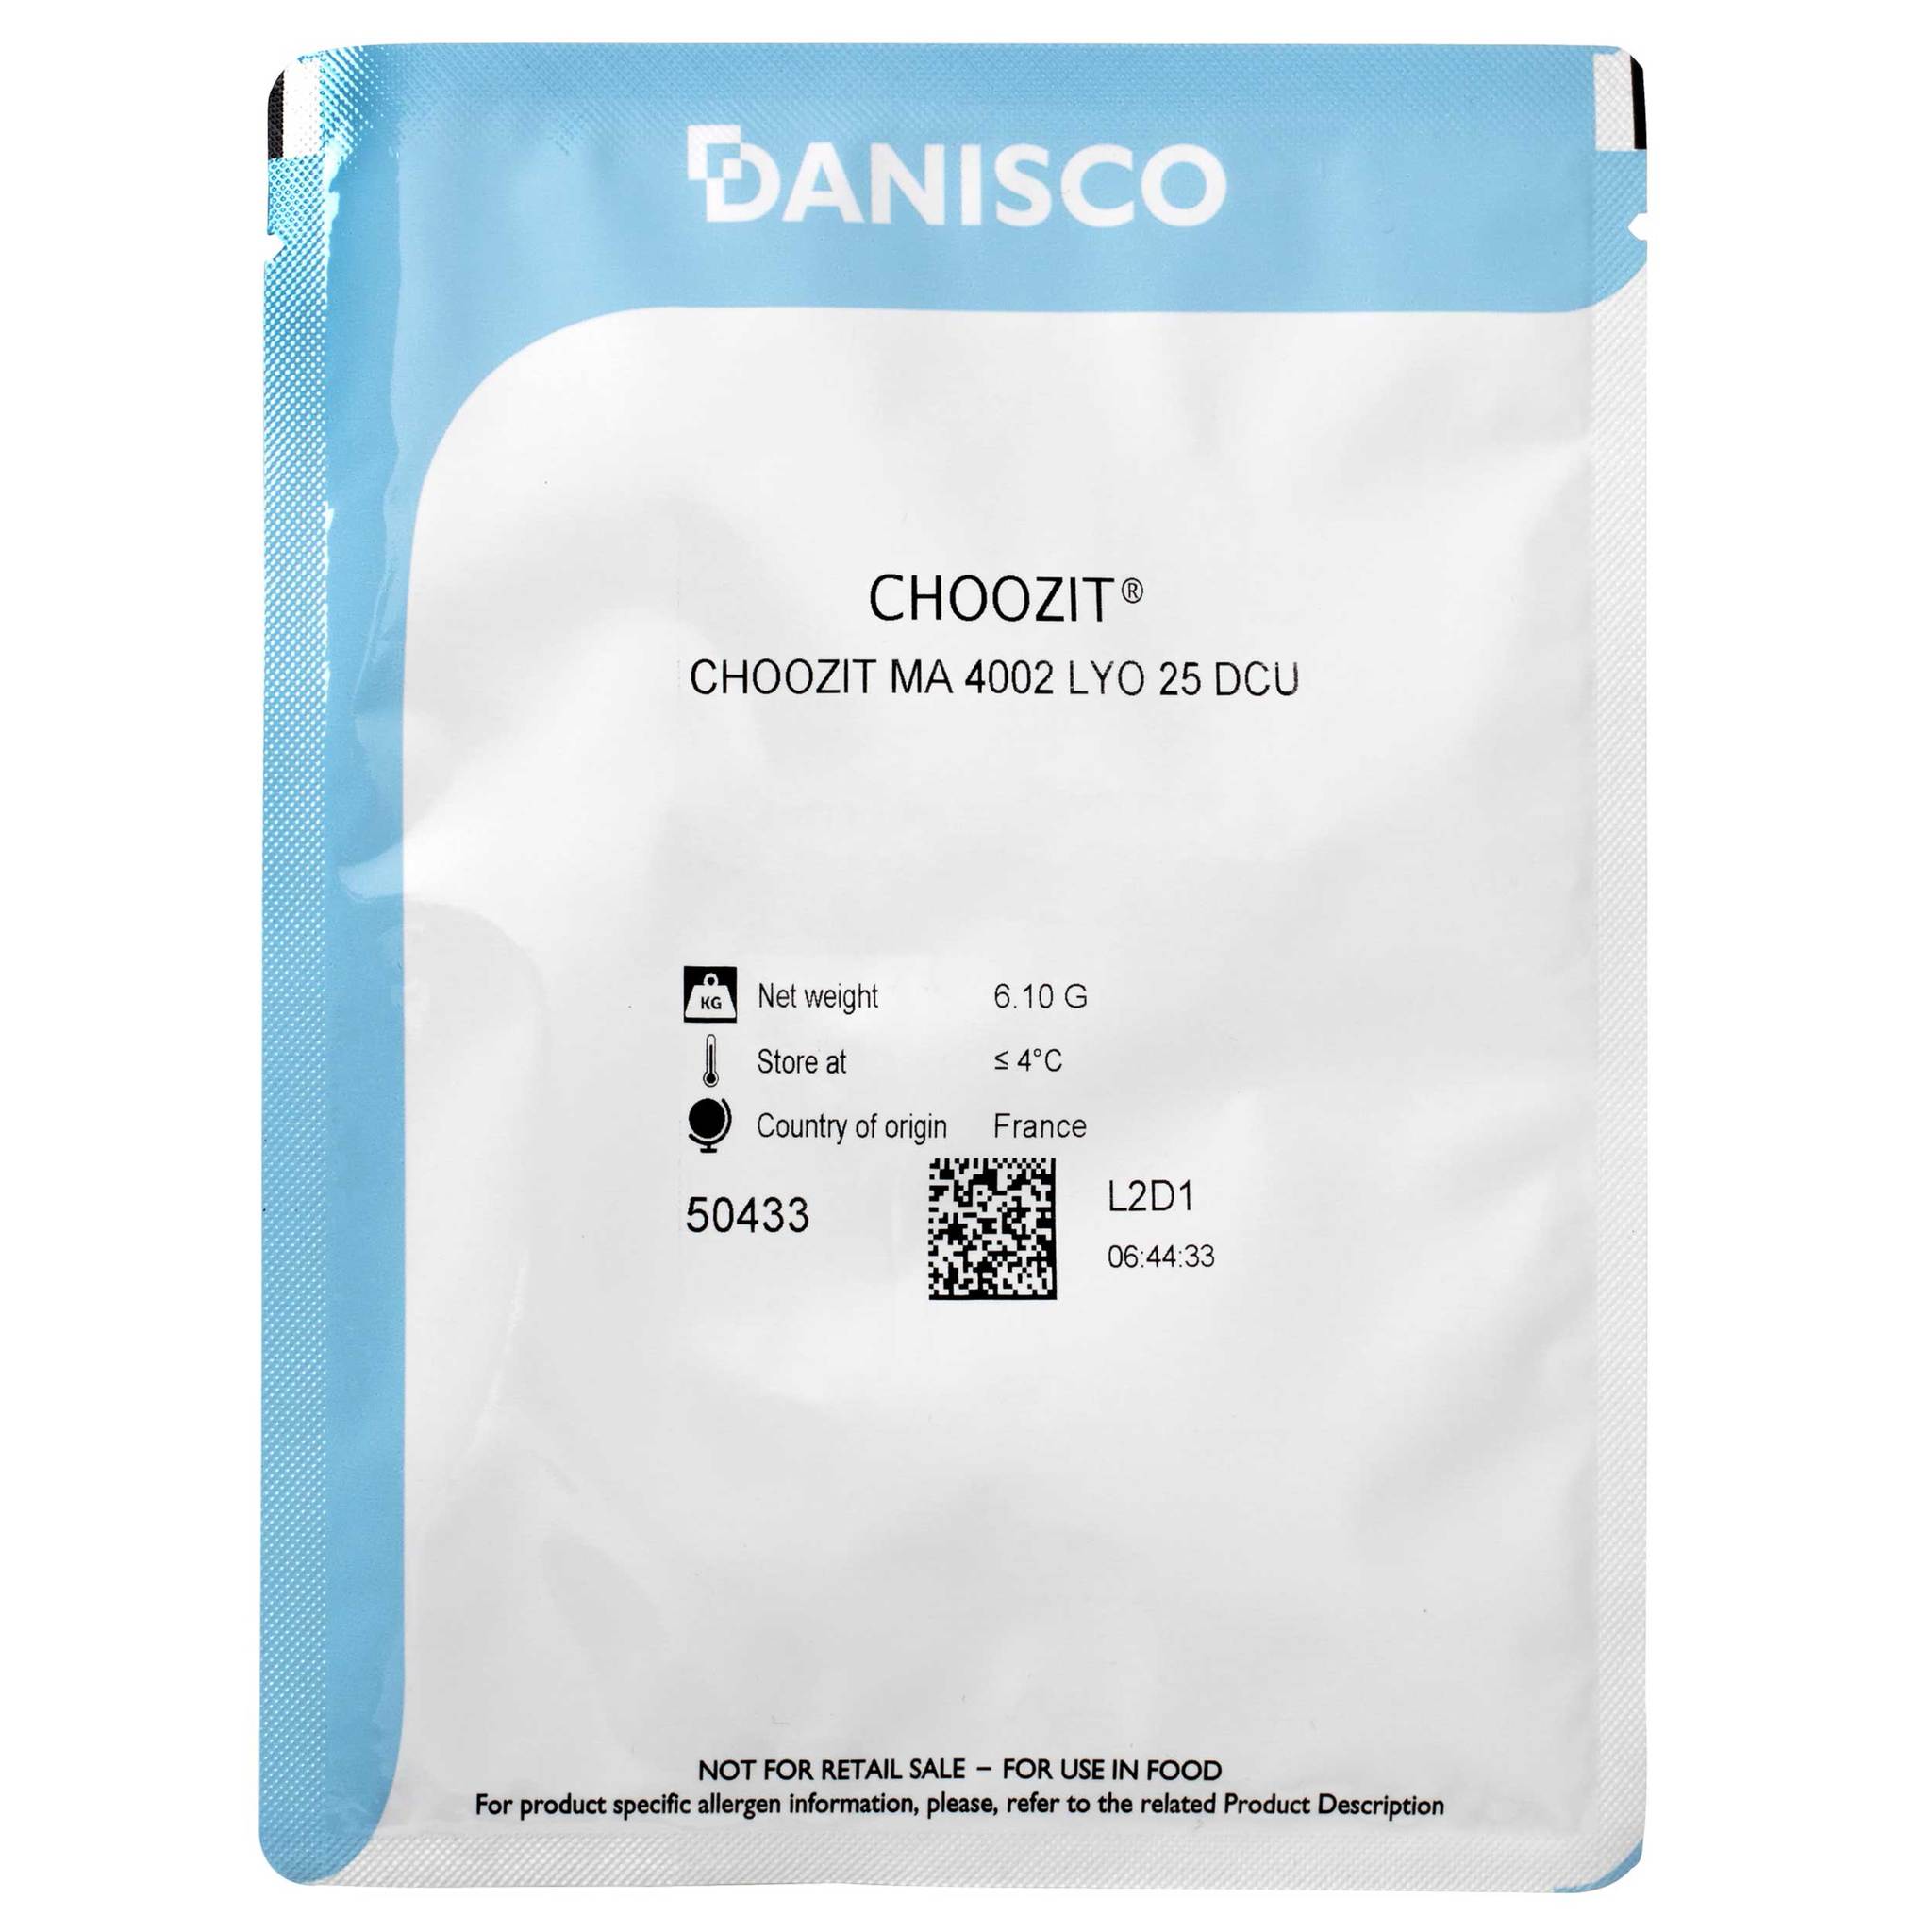 DANISCO
CHOOZIT®
CHOOZIT MA 4002 LYO 25 DCU
KG Net weight 6.10 G
Store at ≤ 4°C
Country of origin France
50433
L2D1
06:44:33
NOT FOR RETAIL SALE – FOR USE IN FOOD
For product specific allergen information, please, refer to the related Product Description